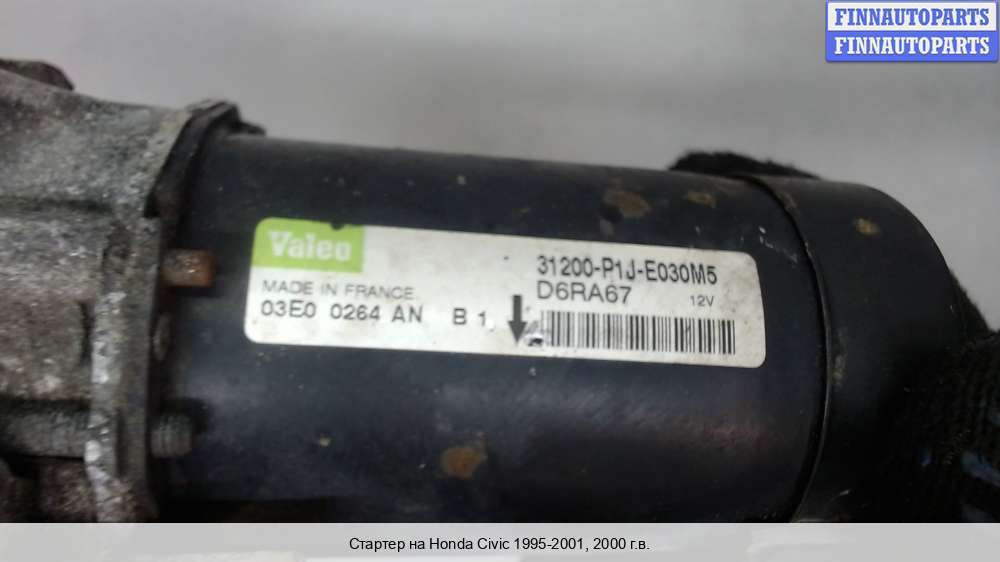 FINNAUTOPARTS
FINNAUTOPARTS
Valeo
31200-P1J-E030M5
D6RA67
12V
MADE IN FRANCE.
03E0 0264 AN B 1
Стартер на Honda Civic 1995-2001, 2000 г.в.